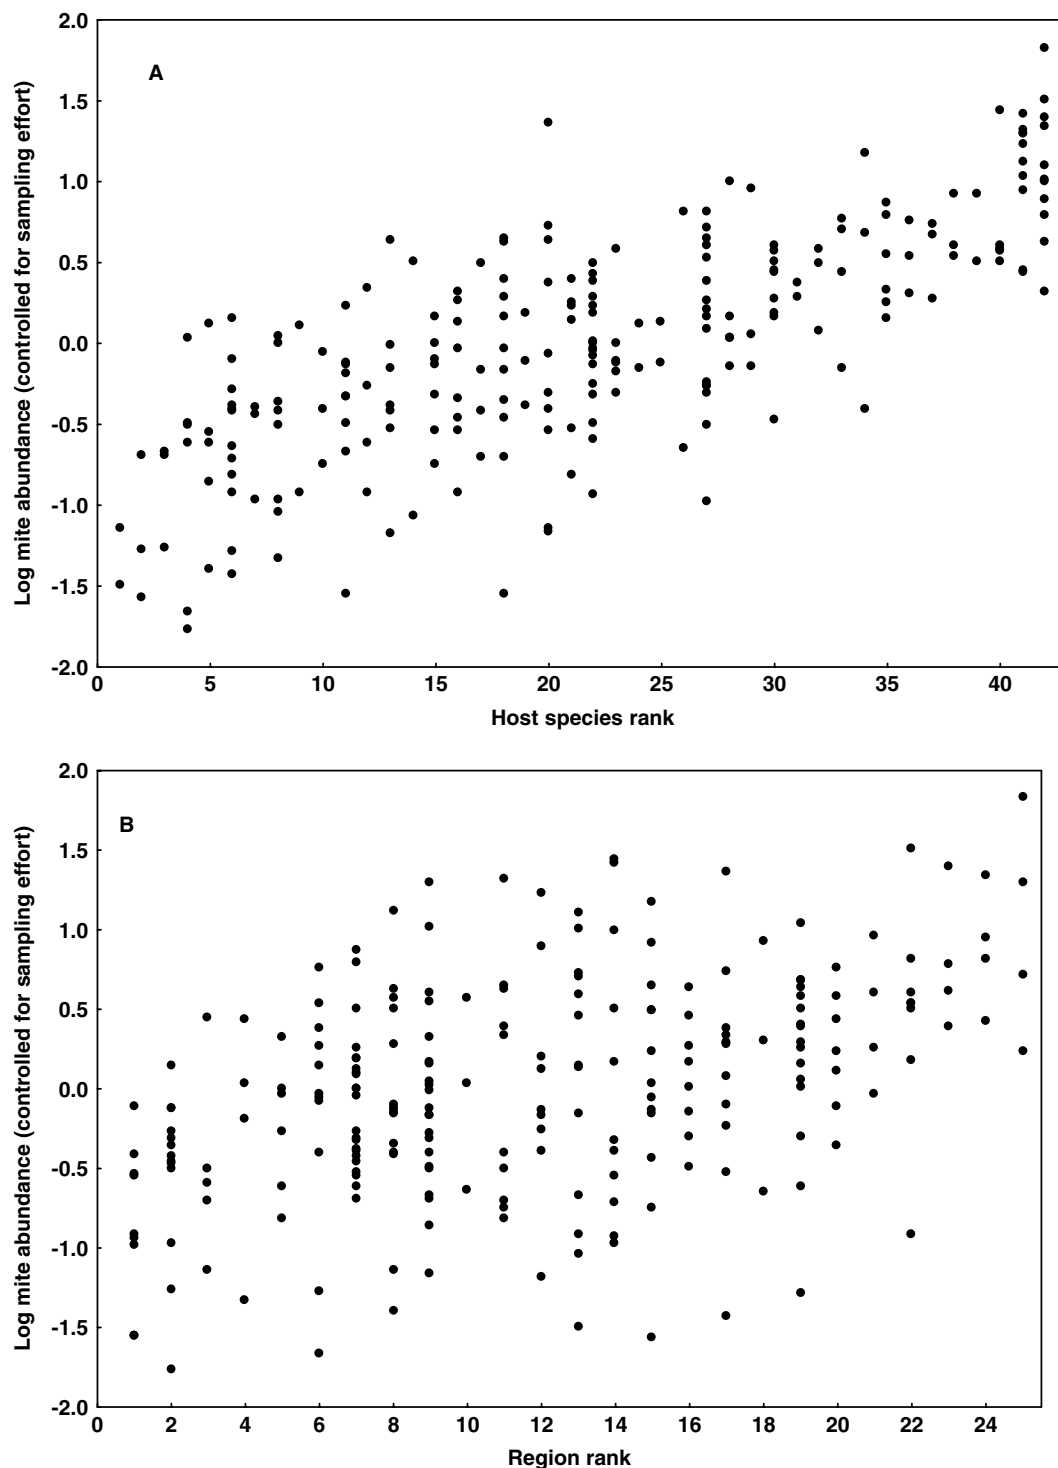 2.0
A
1.5
1.0
0.5
0.0
-0.5
-1.0
-1.5
-2.0
Log mite abundance (controlled for sampling effort)
0 5 10 15 20 25 30 35 40
Host species rank
2.0
B
1.5
1.0
0.5
0.0
-0.5
-1.0
-1.5
-2.0
Log mite abundance (controlled for sampling effort)
0 2 4 6 8 10 12 14 16 18 20 22 24
Region rank